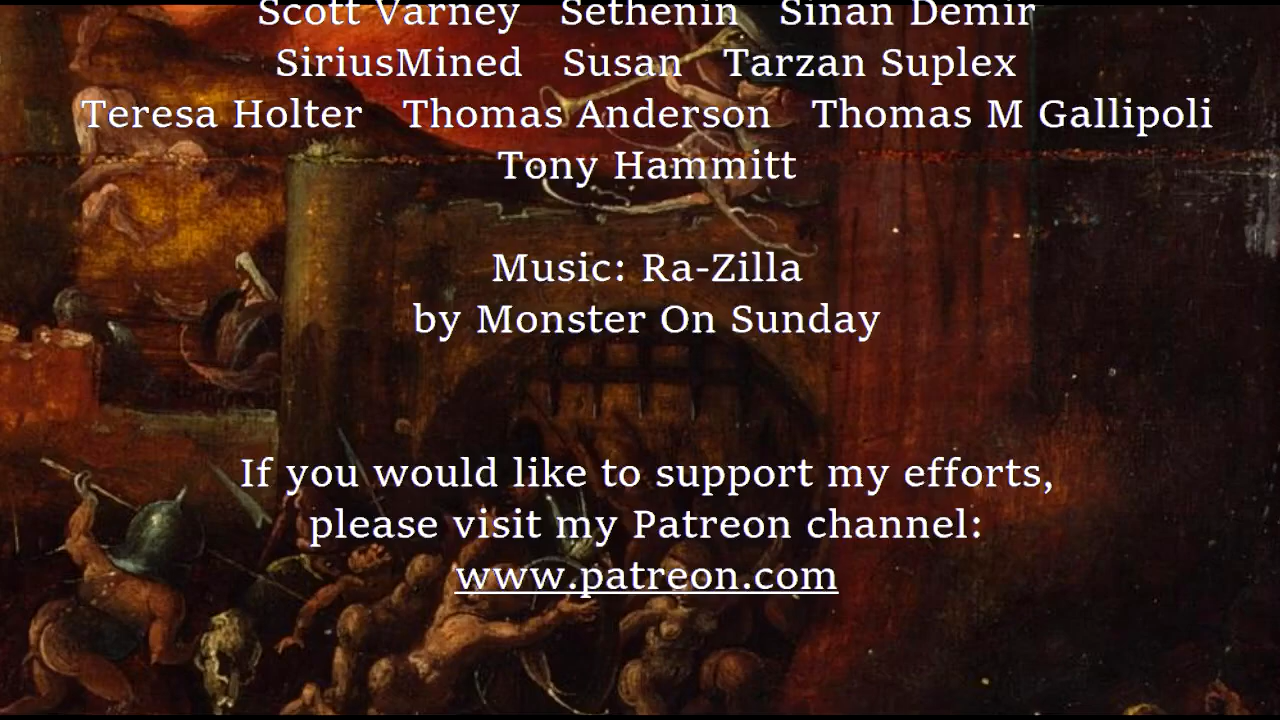 Scott Varney Sethenin Sinan Demir
SiriusMined Susan Tarzan Suplex
Teresa Holter Thomas Anderson Thomas M Gallipoli
Tony Hammitt
Music: Ra-Zilla
by Monster On Sunday
If you would like to support my efforts,
please visit my Patreon channel:
www.patreon.com